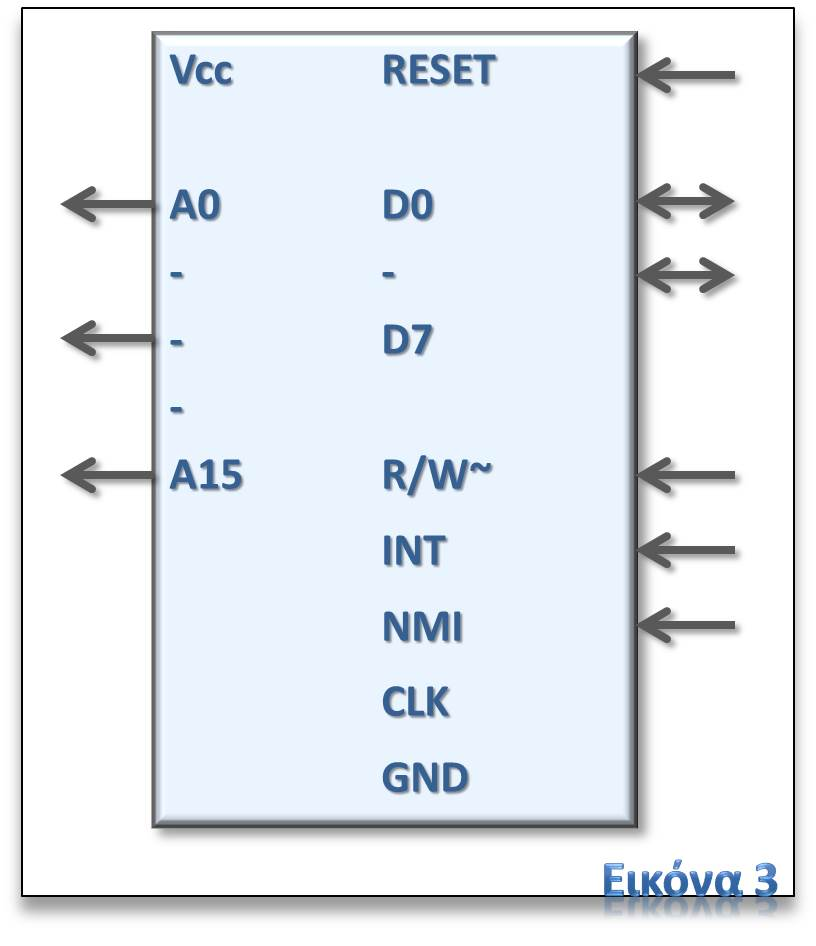 Vcc RESET
A0 D0
- -
- D7
-
A15 R/W~
INT
NMI
CLK
GND
Εικόνα 3